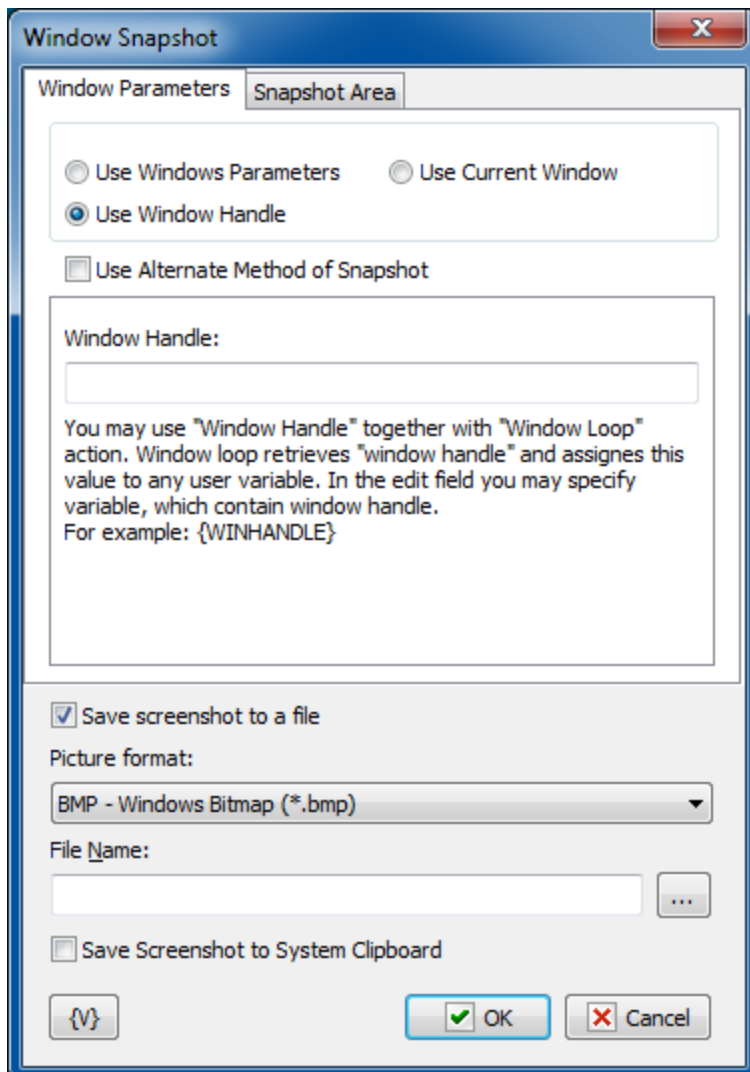 Window Snapshot
Window Parameters Snapshot Area
Use Windows Parameters Use Current Window
Use Window Handle
Use Alternate Method of Snapshot
Window Handle:
You may use "Window Handle" together with "Window Loop"
action. Window loop retrieves "window handle" and assignes this
value to any user variable. In the edit field you may specify
variable, which contain window handle.
For example: {WINHANDLE}
Save screenshot to a file
Picture format:
BMP - Windows Bitmap (*.bmp)
File Name:
...
Save Screenshot to System Clipboard
{V} OK Cancel